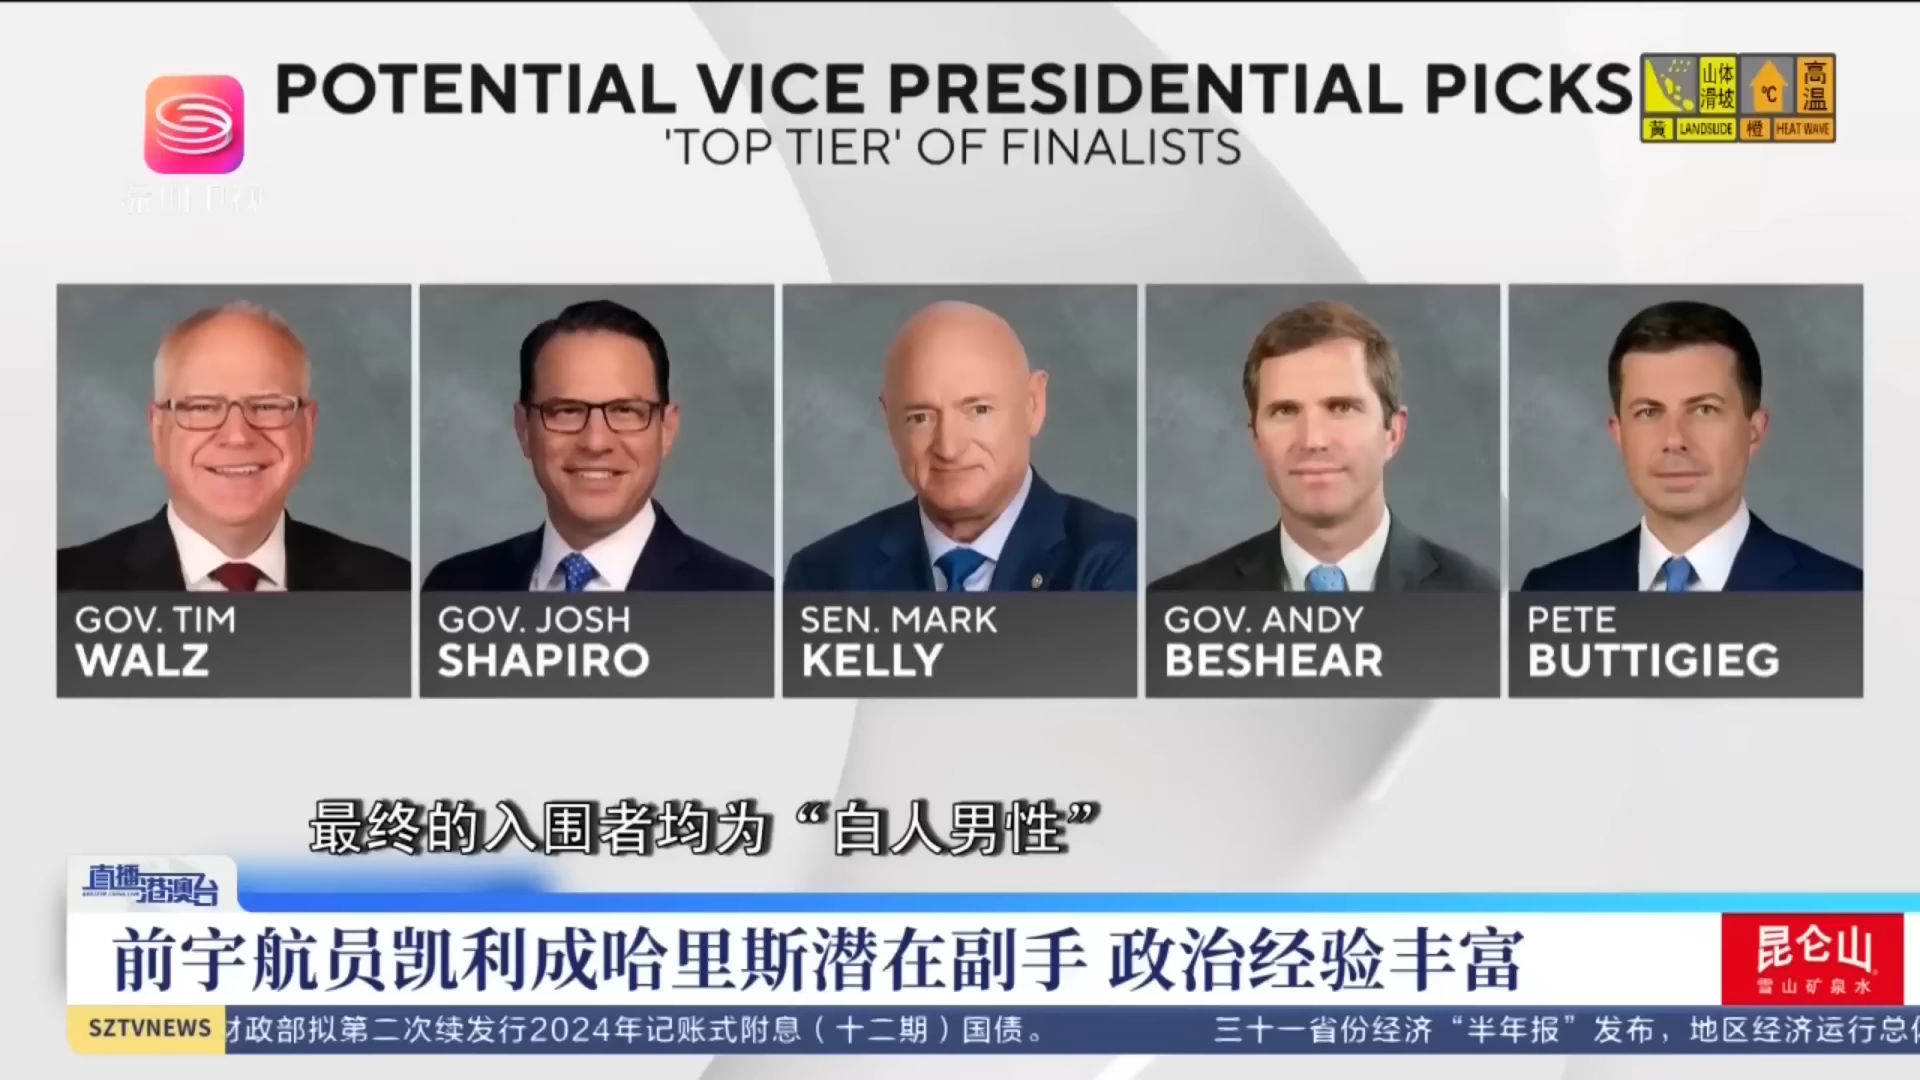 POTENTIAL VICE PRESIDENTIAL PICKS
'TOP TIER' OF FINALISTS
山体
滑坡
黄 LANDSLIDE
℃
高温
橙 HEAT WAVE
深圳卫视
GOV. TIM
WALZ
GOV. JOSH
SHAPIRO
SEN. MARK
KELLY
GOV. ANDY
BESHEAR
PETE
BUTTIGIEG
最终的入围者均为“白人男性”
直播港澳台
前宇航员凯利成哈里斯潜在副手 政治经验丰富
昆仑山
雪山矿泉水
SZTVNEWS
财政部拟第二次续发行2024年记账式附息（十二期）国债。 三十一省份经济“半年报”发布，地区经济运行总体